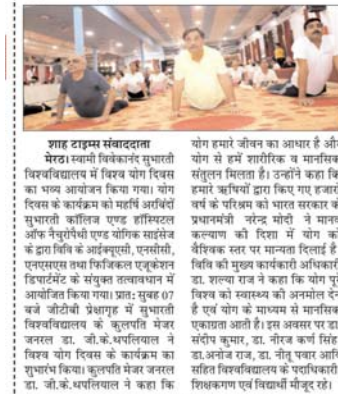 शाह टाइम्स संवाददाता
मेरठ। स्वामी विवेकानंद सुभारती
विश्वविद्यालय में विश्व योग दिवस
का भव्य आयोजन किया गया। योग
दिवस के कार्यक्रम को महर्षि अरबिंदों
सुभारती कॉलिज एण्ड हॉस्पिटल
ऑफ नैचुरोपैथी एण्ड योगिक साइंसेज
के द्वारा विवि के आईक्यूएसी, एनसीसी,
एनएसएस तथा फिजिकल एजूकेशन
डिपार्टमेंट के संयुक्त तत्वावधान में
आयोजित किया गया। प्रात: सुबह 07
बजे जीटीबी प्रेक्षागृह में सुभारती
विश्वविद्यालय के कुलपति मेजर
जनरल डा. जी.के.थपलियाल ने
विश्व योग दिवस के कार्यक्रम का
शुभारंभ किया। कुलपति मेजर जनरल
डा. जी.के.थपलियाल ने कहा कि
योग हमारे जीवन का आधार है और
योग से हमें शारीरिक व मानसिक
संतुलन मिलता है। उन्होंने कहा कि
हमारे ऋषियों द्वारा किए गए हजारों
वर्ष के परिश्रम को भारत सरकार के
प्रधानमंत्री नरेन्द्र मोदी ने मानव
कल्याण की दिशा में योग को
वैश्विक स्तर पर मान्यता दिलाई है।
विवि की मुख्य कार्यकारी अधिकारी
डा. शल्या राज ने कहा कि योग पूरे
विश्व को स्वास्थ्य की अनमोल देन
है एवं योग के माध्यम से मानसिक
एकाग्रता आती है। इस अवसर पर डा.
संदीप कुमार, डा. नीरज कर्ण सिंह,
डा.अनोज राज, डा. नीतू पवार आदि
सहित विश्वविद्यालय के पदाधिकारी,
शिक्षकगण एवं विद्यार्थी मौजूद रहे।